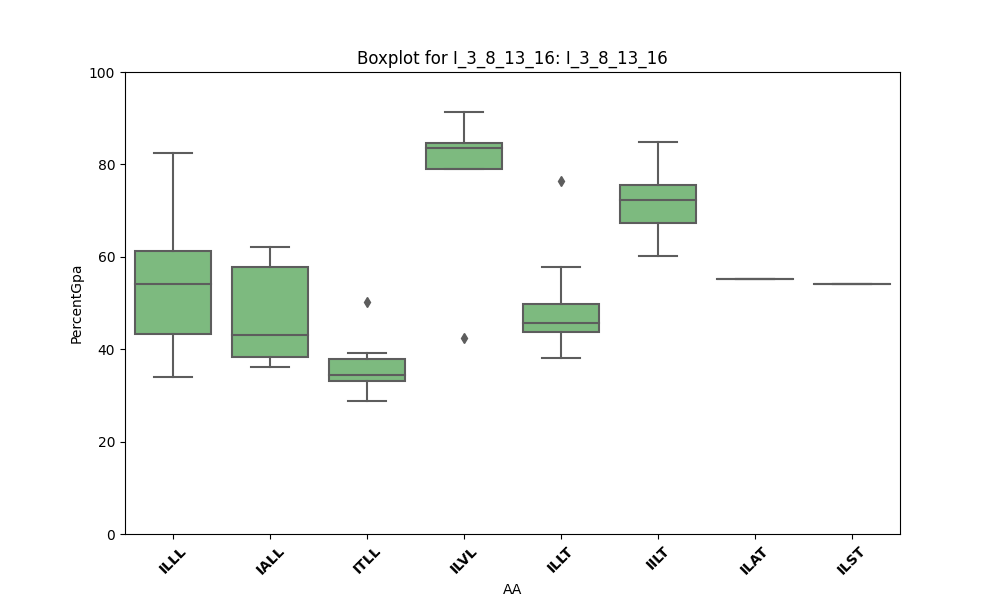 Boxplot for I_3_8_13_16: I_3_8_13_16
100
80
60
40
20
0
PercentGpa
ILLL
IALL
ITLL
ILVL
ILLT
IILT
ILAT
ILST
AA